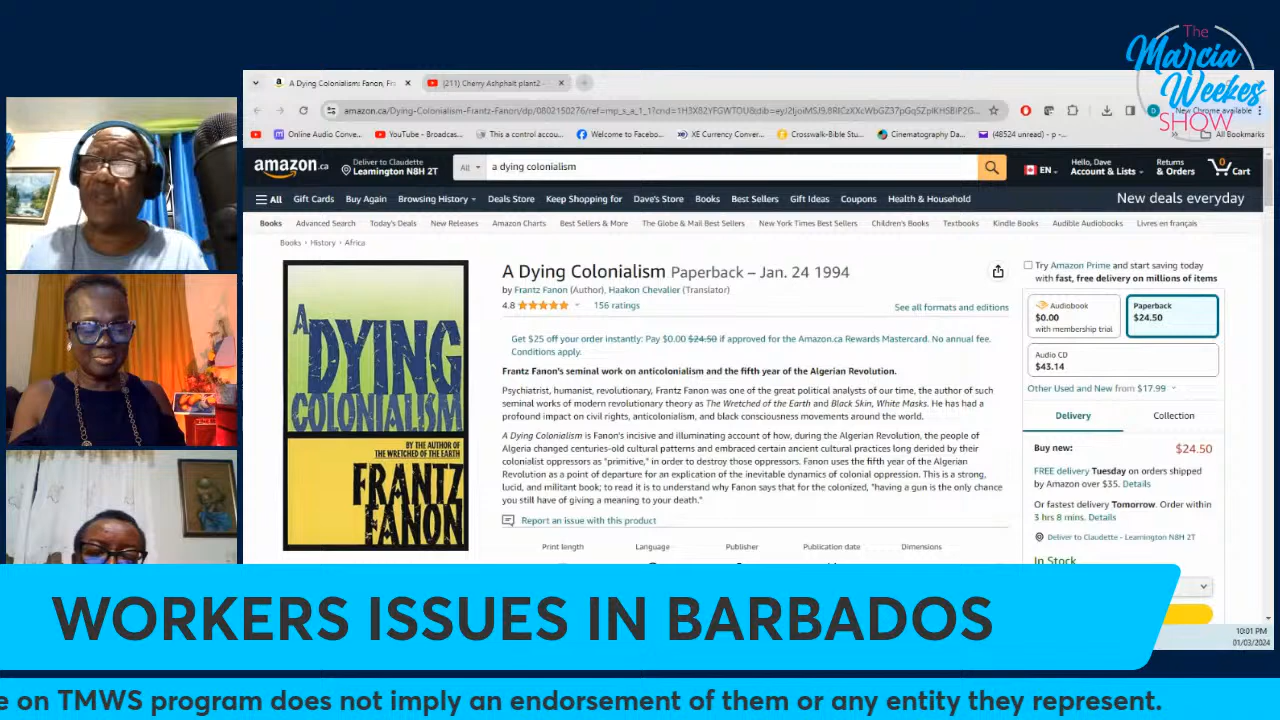 The
Marcia
Weekes
SHOW
A Dying Colonialism: Fanon, Fr
(211) Cherry Ashphalt plant2 -
amazon.ca/Dying-Colonialism-Frantz-Fanon/dp/0802150276/
New Chrome available
Online Audio Conve...
YouTube - Broadcas...
This a control accou...
Welcome to Facebo...
XE Currency Conver...
Crosswalk-Bible Stu...
Cinematography Da...
(48524 unread) - p -...
»
All Bookmarks
amazon.ca
Deliver to Claudette
Leamington N8H 2T
All
a dying colonialism
EN
Hello, Dave
Account & Lists
Returns
& Orders
0
Cart
All
Gift Cards
Buy Again
Browsing History
Deals Store
Keep Shopping for
Dave's Store
Books
Best Sellers
Gift Ideas
Coupons
Health & Household
New deals everyday
Books
Advanced Search
Today's Deals
New Releases
Amazon Charts
Best Sellers & More
The Globe & Mail Best Sellers
New York Times Best Sellers
Children's Books
Textbooks
Kindle Books
Audible Audiobooks
Livres en français
Books › History › Africa
A
DYING
COLONIALISM
BY THE AUTHOR OF
THE WRETCHED OF THE EARTH
FRANTZ
FANON
A Dying Colonialism Paperback – Jan. 24 1994
by Frantz Fanon (Author), Haakon Chevalier (Translator)
4.8
156 ratings
See all formats and editions
Get $25 off your order instantly: Pay $0.00 $24.50 if approved for the Amazon.ca Rewards Mastercard. No annual fee.
Conditions apply.
Frantz Fanon's seminal work on anticolonialism and the fifth year of the Algerian Revolution.
Psychiatrist, humanist, revolutionary, Frantz Fanon was one of the great political analysts of our time, the author of such
seminal works of modern revolutionary theory as The Wretched of the Earth and Black Skin, White Masks. He has had a
profound impact on civil rights, anticolonialism, and black consciousness movements around the world.
A Dying Colonialism is Fanon's incisive and illuminating account of how, during the Algerian Revolution, the people of
Algeria changed centuries-old cultural patterns and embraced certain ancient cultural practices long derided by their
colonialist oppressors as "primitive," in order to destroy those oppressors. Fanon uses the fifth year of the Algerian
Revolution as a point of departure for an explication of the inevitable dynamics of colonial oppression. This is a strong,
lucid, and militant book; to read it is to understand why Fanon says that for the colonized, "having a gun is the only chance
you still have of giving a meaning to your death."
Report an issue with this product
Print length
Language
Publisher
Publication date
Dimensions
Try Amazon Prime and start saving today
with fast, free delivery on millions of items
Audiobook
$0.00
with membership trial
Paperback
$24.50
Audio CD
$43.14
Other Used and New from $17.99
Delivery
Collection
Buy new:
$24.50
FREE delivery Tuesday on orders shipped
by Amazon over $35. Details
Or fastest delivery Tomorrow. Order within
3 hrs 8 mins. Details
Deliver to Claudette - Leamington N8H 2T
In Stock
10:01 PM
01/03/2024
WORKERS ISSUES IN BARBADOS
e on TMWS program does not imply an endorsement of them or any entity they represent.